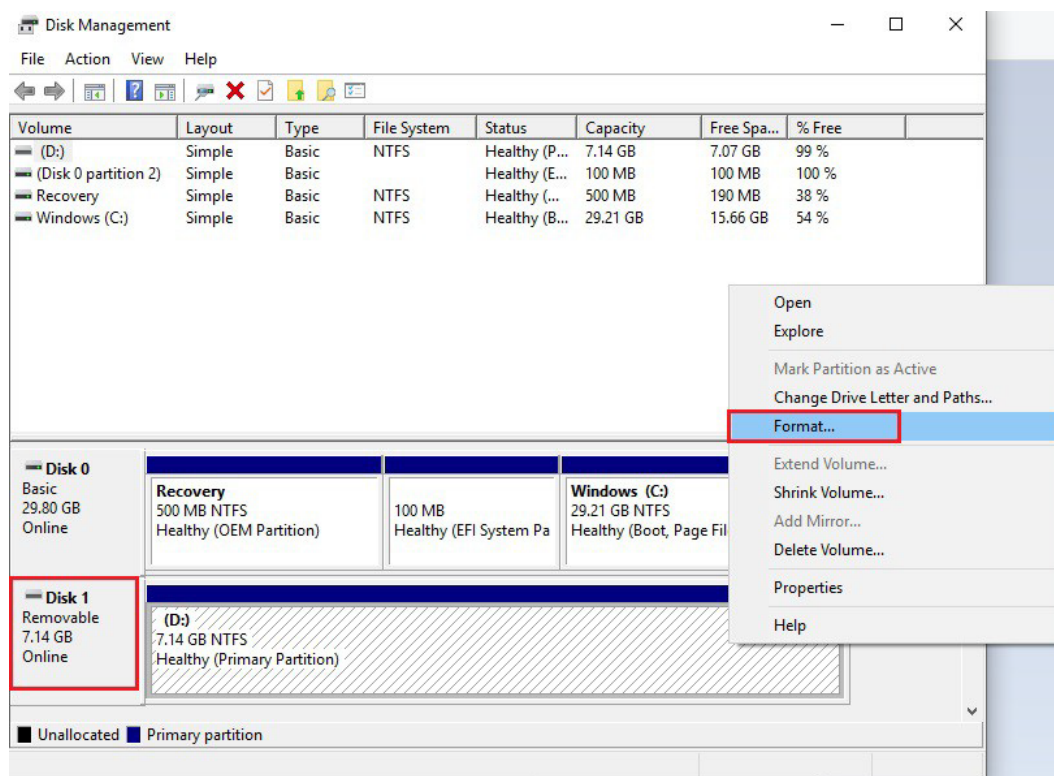 Disk Management
File Action View Help
Volume Layout Type File System Status Capacity Free Spa... % Free
(D:) Simple Basic NTFS Healthy (P... 7.14 GB 7.07 GB 99 %
(Disk 0 partition 2) Simple Basic Healthy (E... 100 MB 100 MB 100 %
Recovery Simple Basic NTFS Healthy (... 500 MB 190 MB 38 %
Windows (C:) Simple Basic NTFS Healthy (B... 29.21 GB 15.66 GB 54 %
Open
Explore
Mark Partition as Active
Change Drive Letter and Paths...
Format...
Extend Volume...
Shrink Volume...
Add Mirror...
Delete Volume...
Properties
Help
Disk 0
Basic
29.80 GB
Online
Recovery
500 MB NTFS
Healthy (OEM Partition)
100 MB
Healthy (EFI System Pa
Windows (C:)
29.21 GB NTFS
Healthy (Boot, Page Fil
Disk 1
Removable
7.14 GB
Online
(D:)
7.14 GB NTFS
Healthy (Primary Partition)
Unallocated Primary partition